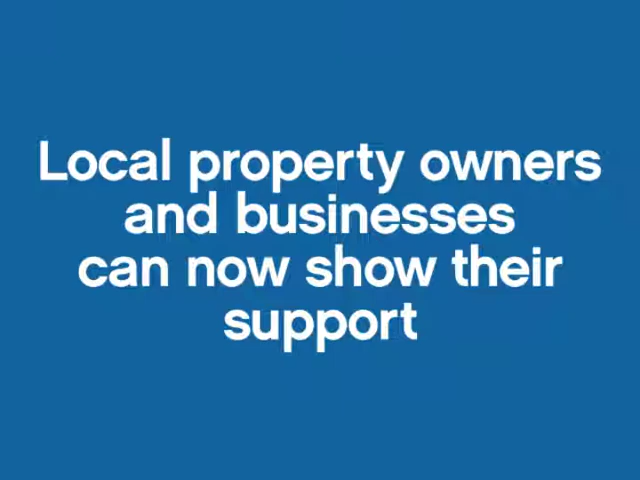 Local property owners
and businesses
can now show their
support